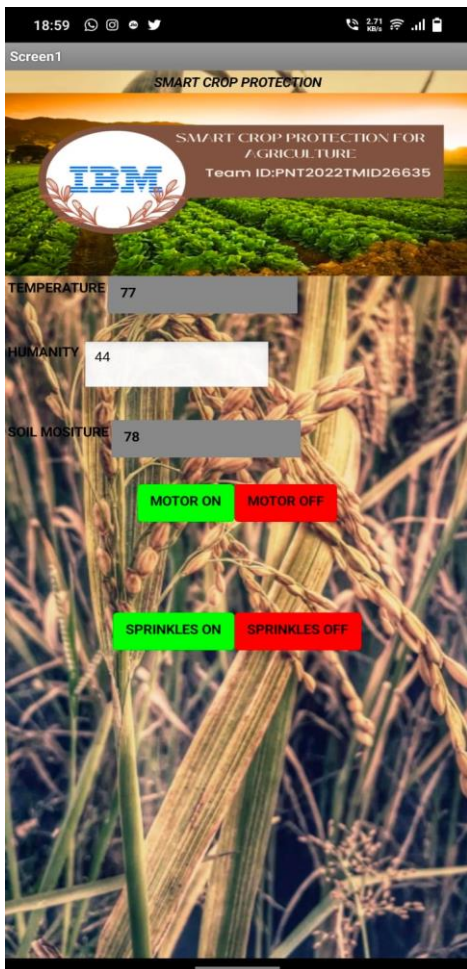 18:59 2.71 KB/s
Screen1
SMART CROP PROTECTION
SMART CROP PROTECTION FOR
AGRICULTURE
IBM
Team ID:PNT2022TMID26635
TEMPERATURE 77
HUMANITY 44
SOIL MOSITURE 78
MOTOR ON MOTOR OFF
SPRINKLES ON SPRINKLES OFF